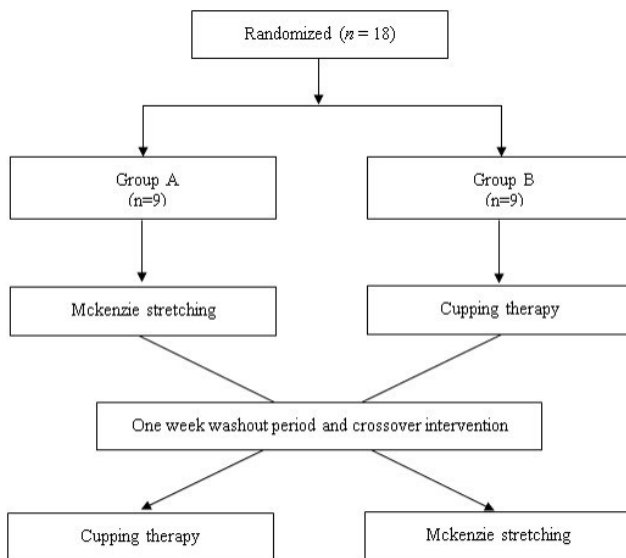 Randomized (n = 18)
Group A
(n=9)
Group B
(n=9)
Mckenzie stretching
Cupping therapy
One week washout period and crossover intervention
Cupping therapy
Mckenzie stretching